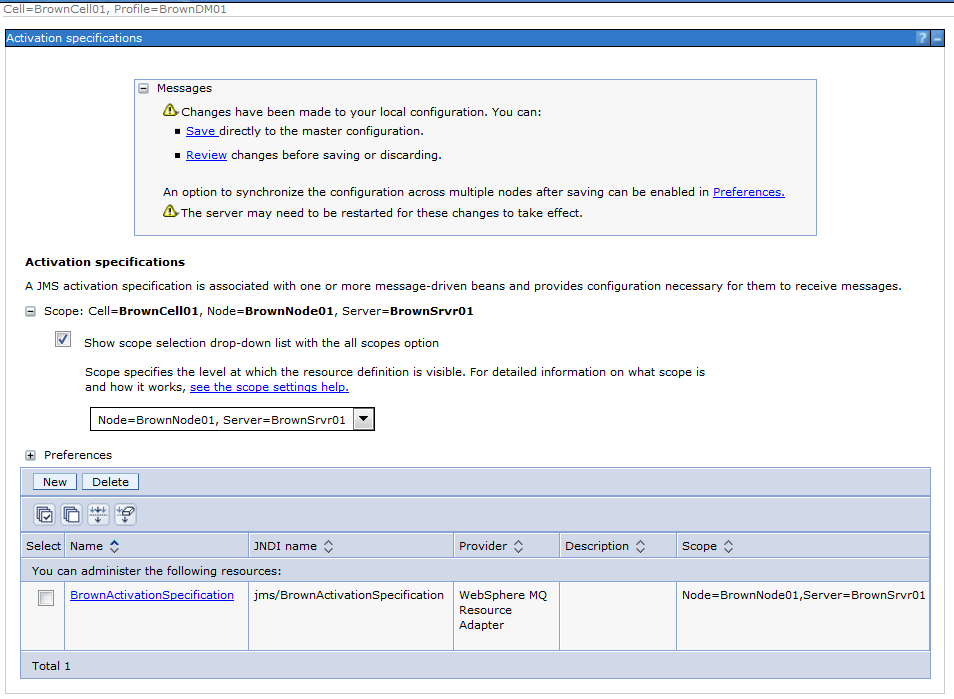 Cell=BrownCell01, Profile=BrownDM01
Activation specifications ? –
Messages
Changes have been made to your local configuration. You can:
Save directly to the master configuration.
Review changes before saving or discarding.
An option to synchronize the configuration across multiple nodes after saving can be enabled in Preferences.
The server may need to be restarted for these changes to take effect.
Activation specifications
A JMS activation specification is associated with one or more message-driven beans and provides configuration necessary for them to receive messages.
Scope: Cell=BrownCell01, Node=BrownNode01, Server=BrownSrvr01
Show scope selection drop-down list with the all scopes option
Scope specifies the level at which the resource definition is visible. For detailed information on what scope is
and how it works, see the scope settings help.
Node=BrownNode01, Server=BrownSrvr01
Preferences
New Delete
Select Name JNDI name Provider Description Scope
You can administer the following resources:
BrownActivationSpecification jms/BrownActivationSpecification WebSphere MQ Node=BrownNode01,Server=BrownSrvr01
Resource
Adapter
Total 1